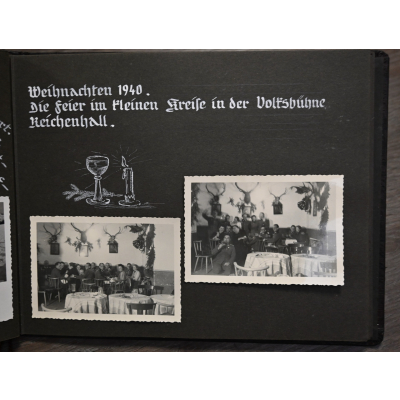 Weihnachten 1940.
Die Feier im kleinen Kreise in der Volksbühne
Reichenhall.